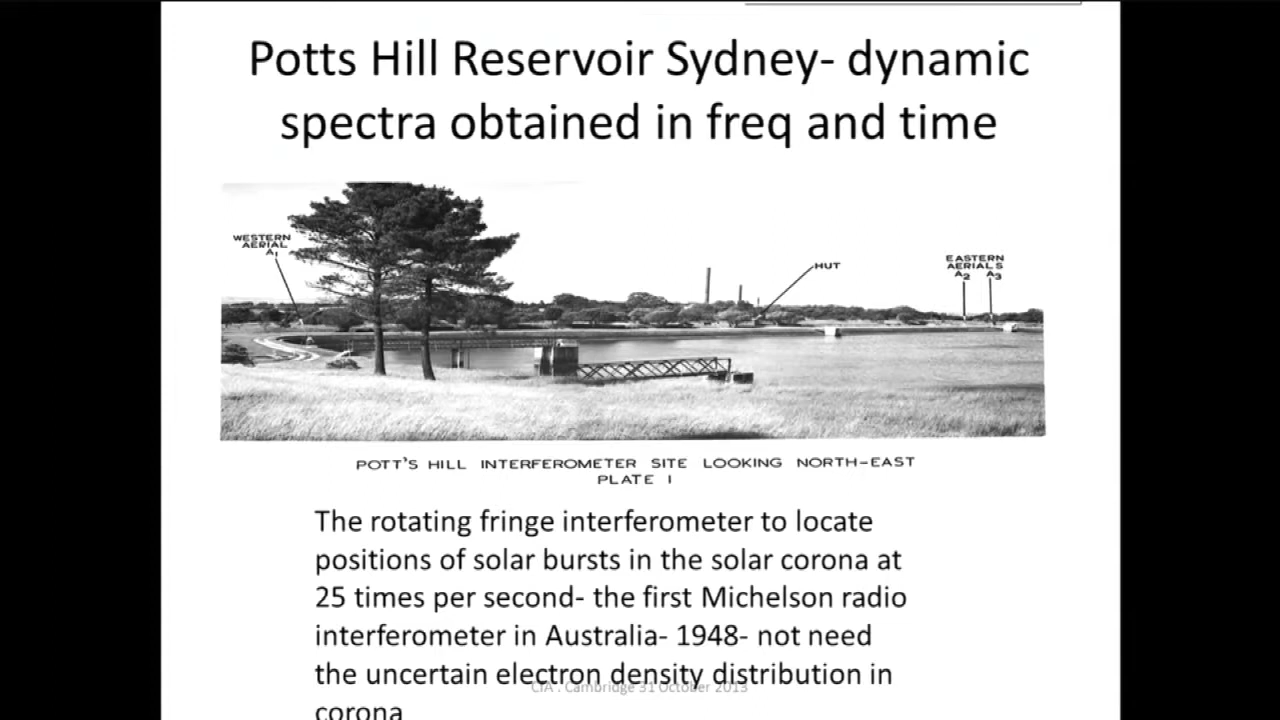 Potts Hill Reservoir Sydney- dynamic
spectra obtained in freq and time
WESTERN
AERIAL
A1
HUT
EASTERN
AERIALS
A2 A3
POTT'S HILL INTERFEROMETER SITE LOOKING NORTH-EAST
PLATE I
The rotating fringe interferometer to locate
positions of solar bursts in the solar corona at
25 times per second- the first Michelson radio
interferometer in Australia- 1948- not need
the uncertain electron density distribution in
CIA . Cambridge 31 October 2013
corona